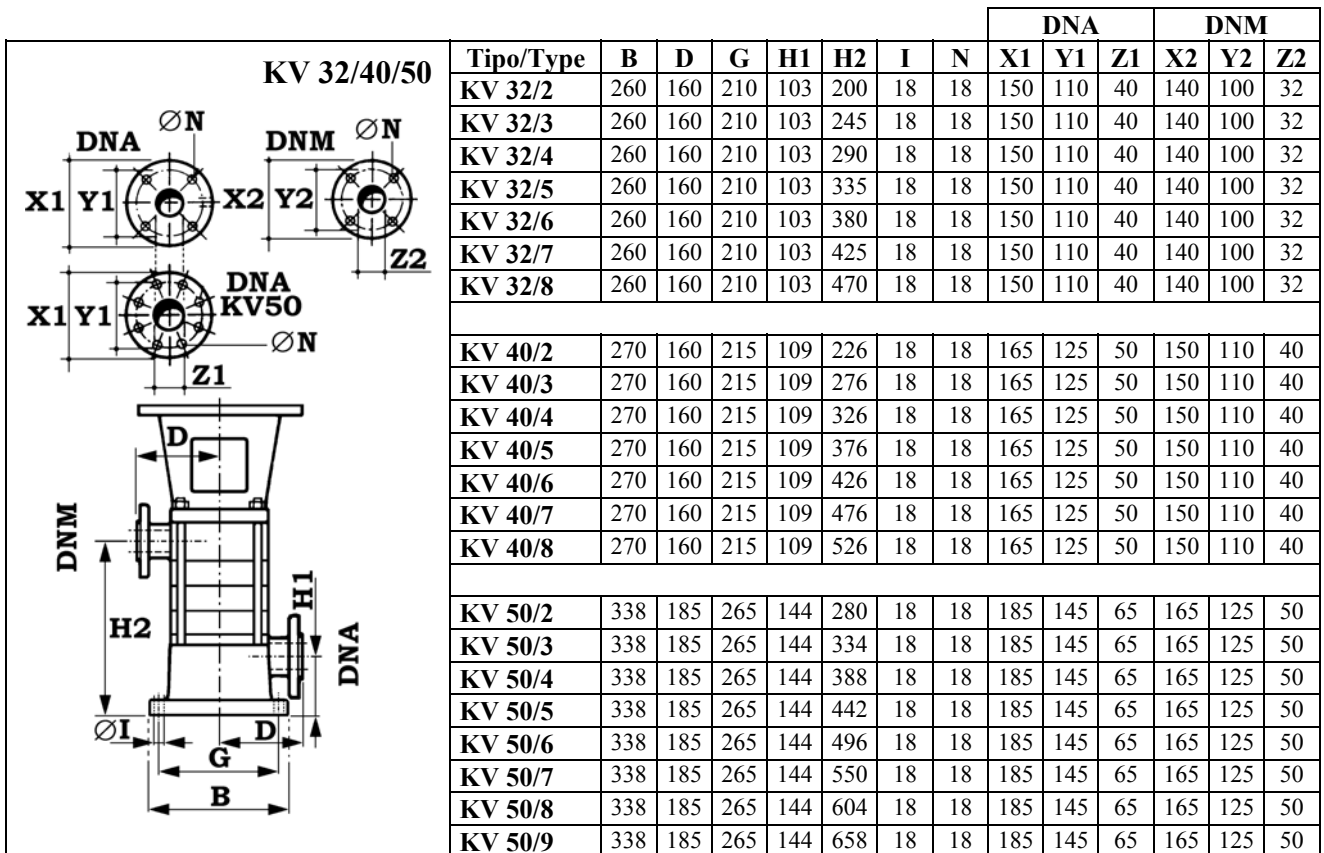 DNA DNM
KV 32/40/50
Tipo/Type B D G H1 H2 I N X1 Y1 Z1 X2 Y2 Z2
KV 32/2 260 160 210 103 200 18 18 150 110 40 140 100 32
KV 32/3 260 160 210 103 245 18 18 150 110 40 140 100 32
KV 32/4 260 160 210 103 290 18 18 150 110 40 140 100 32
KV 32/5 260 160 210 103 335 18 18 150 110 40 140 100 32
KV 32/6 260 160 210 103 380 18 18 150 110 40 140 100 32
KV 32/7 260 160 210 103 425 18 18 150 110 40 140 100 32
KV 32/8 260 160 210 103 470 18 18 150 110 40 140 100 32
KV 40/2 270 160 215 109 226 18 18 165 125 50 150 110 40
KV 40/3 270 160 215 109 276 18 18 165 125 50 150 110 40
KV 40/4 270 160 215 109 326 18 18 165 125 50 150 110 40
KV 40/5 270 160 215 109 376 18 18 165 125 50 150 110 40
KV 40/6 270 160 215 109 426 18 18 165 125 50 150 110 40
KV 40/7 270 160 215 109 476 18 18 165 125 50 150 110 40
KV 40/8 270 160 215 109 526 18 18 165 125 50 150 110 40
KV 50/2 338 185 265 144 280 18 18 185 145 65 165 125 50
KV 50/3 338 185 265 144 334 18 18 185 145 65 165 125 50
KV 50/4 338 185 265 144 388 18 18 185 145 65 165 125 50
KV 50/5 338 185 265 144 442 18 18 185 145 65 165 125 50
KV 50/6 338 185 265 144 496 18 18 185 145 65 165 125 50
KV 50/7 338 185 265 144 550 18 18 185 145 65 165 125 50
KV 50/8 338 185 265 144 604 18 18 185 145 65 165 125 50
KV 50/9 338 185 265 144 658 18 18 185 145 65 165 125 50
DNA ∅N DNM ∅N
X1 Y1 X2 Y2
Z2
DNA
KV50
X1 Y1
∅N
Z1
D
DNM
H1
H2
DNA
∅I D
G
B